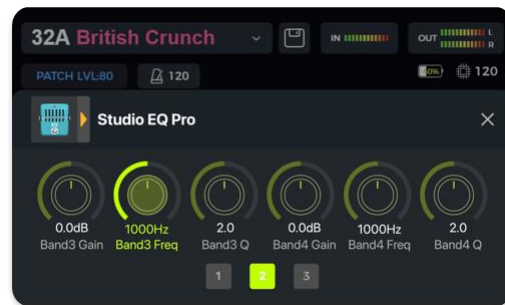 32A British Crunch
IN
OUT L
R
PATCH LVL:80
120
0%
120
Studio EQ Pro
0.0dB 1000Hz 2.0 0.0dB 1000Hz 2.0
Band3 Gain Band3 Freq Band3 Q Band4 Gain Band4 Freq Band4 Q
1 2 3